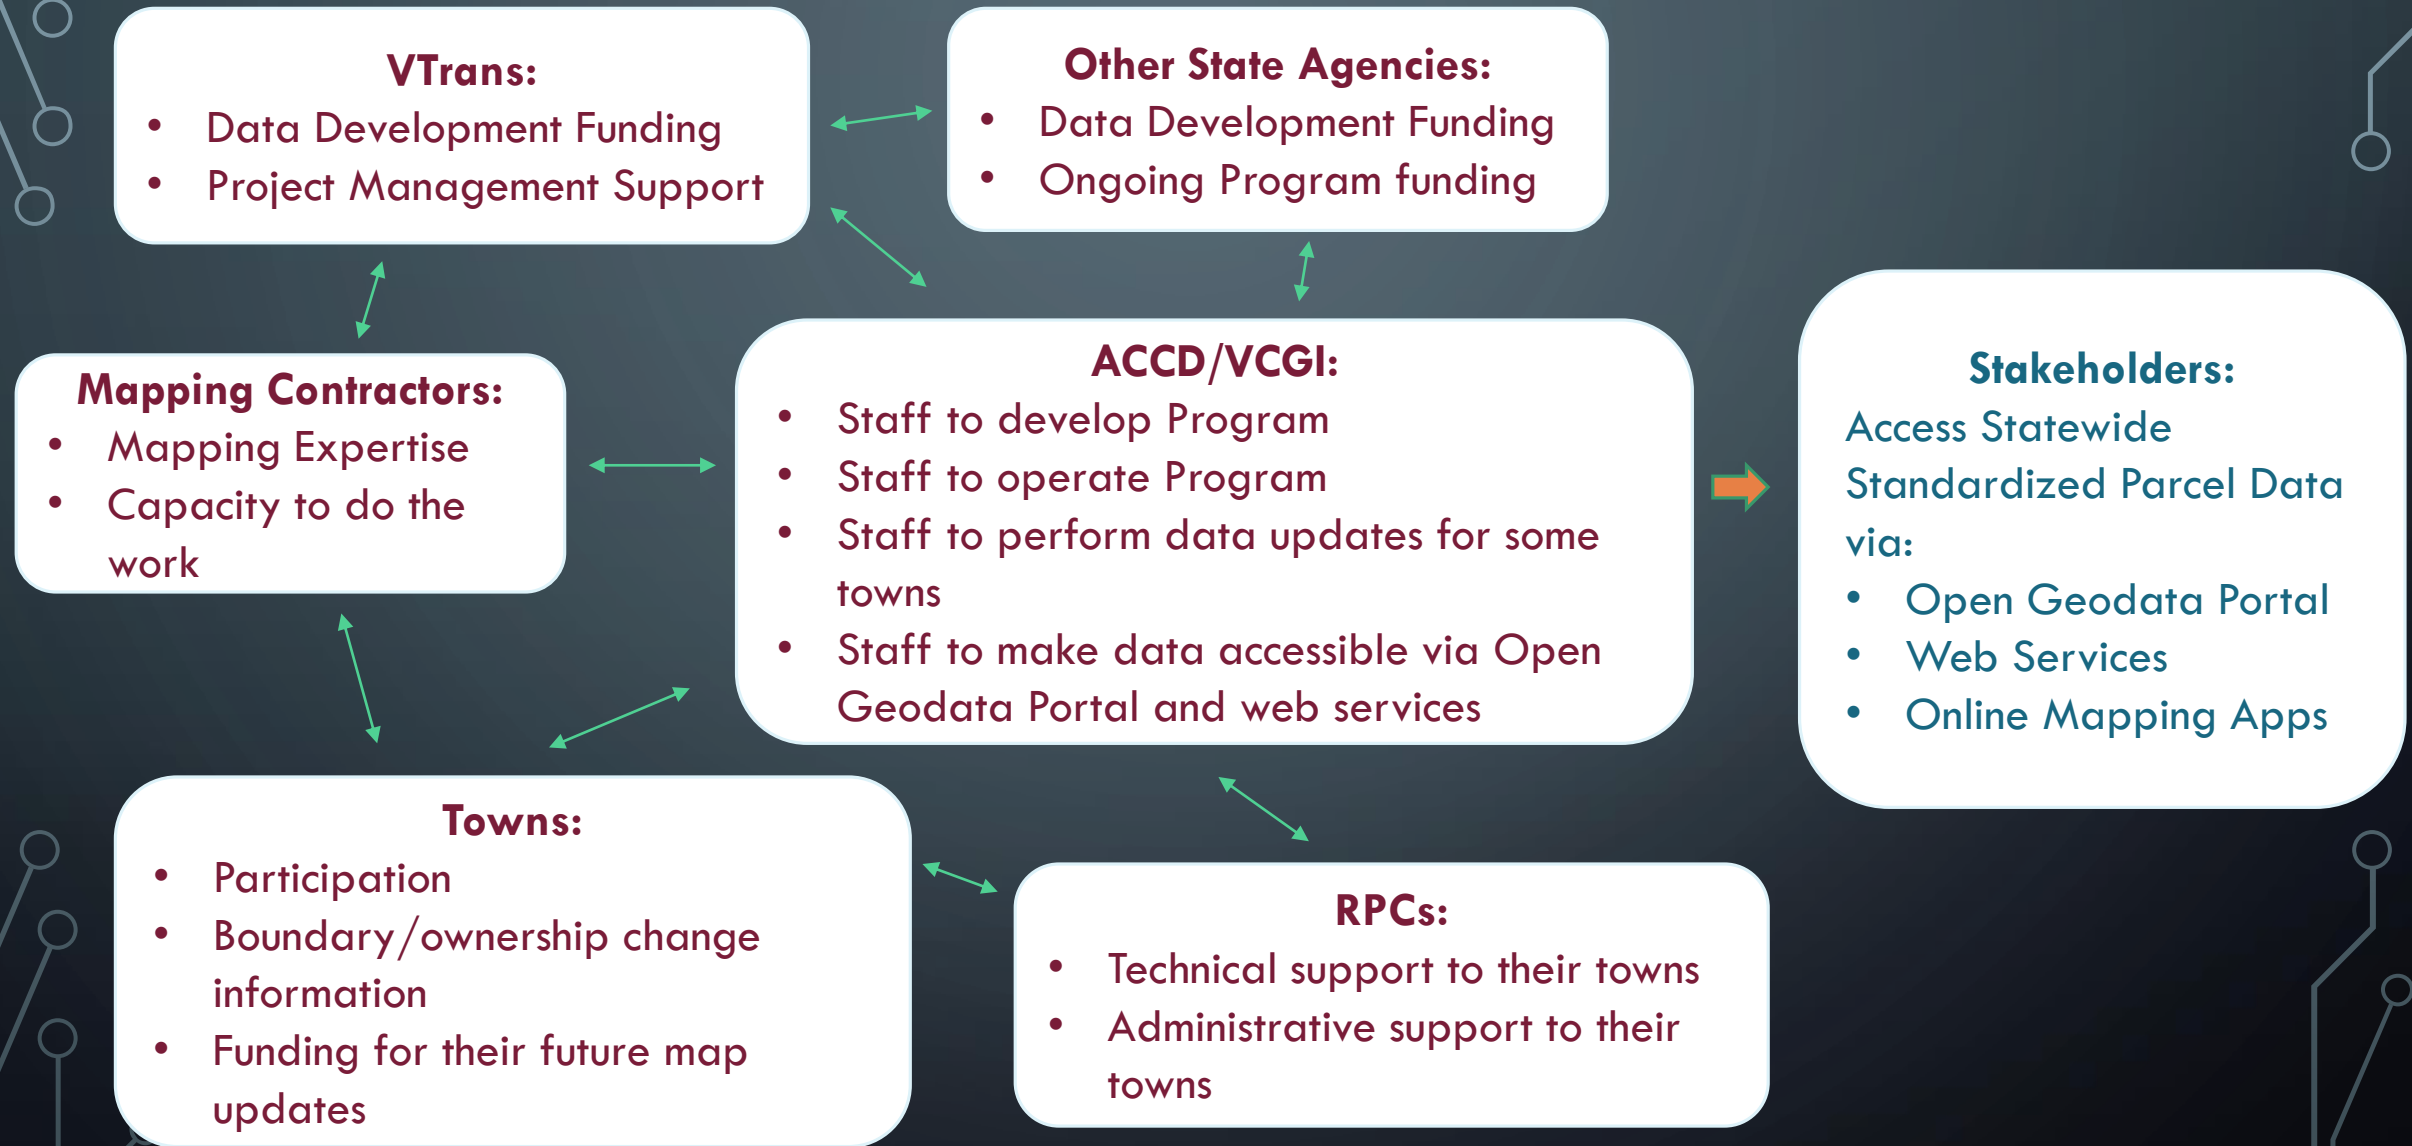 VTrans:
• Data Development Funding
• Project Management Support
Other State Agencies:
• Data Development Funding
• Ongoing Program funding
Mapping Contractors:
• Mapping Expertise
• Capacity to do the
work
ACCD/VCGI:
• Staff to develop Program
• Staff to operate Program
• Staff to perform data updates for some
towns
• Staff to make data accessible via Open
Geodata Portal and web services
Stakeholders:
Access Statewide
Standardized Parcel Data
via:
• Open Geodata Portal
• Web Services
• Online Mapping Apps
Towns:
• Participation
• Boundary/ownership change
information
• Funding for their future map
updates
RPCs:
• Technical support to their towns
• Administrative support to their
towns